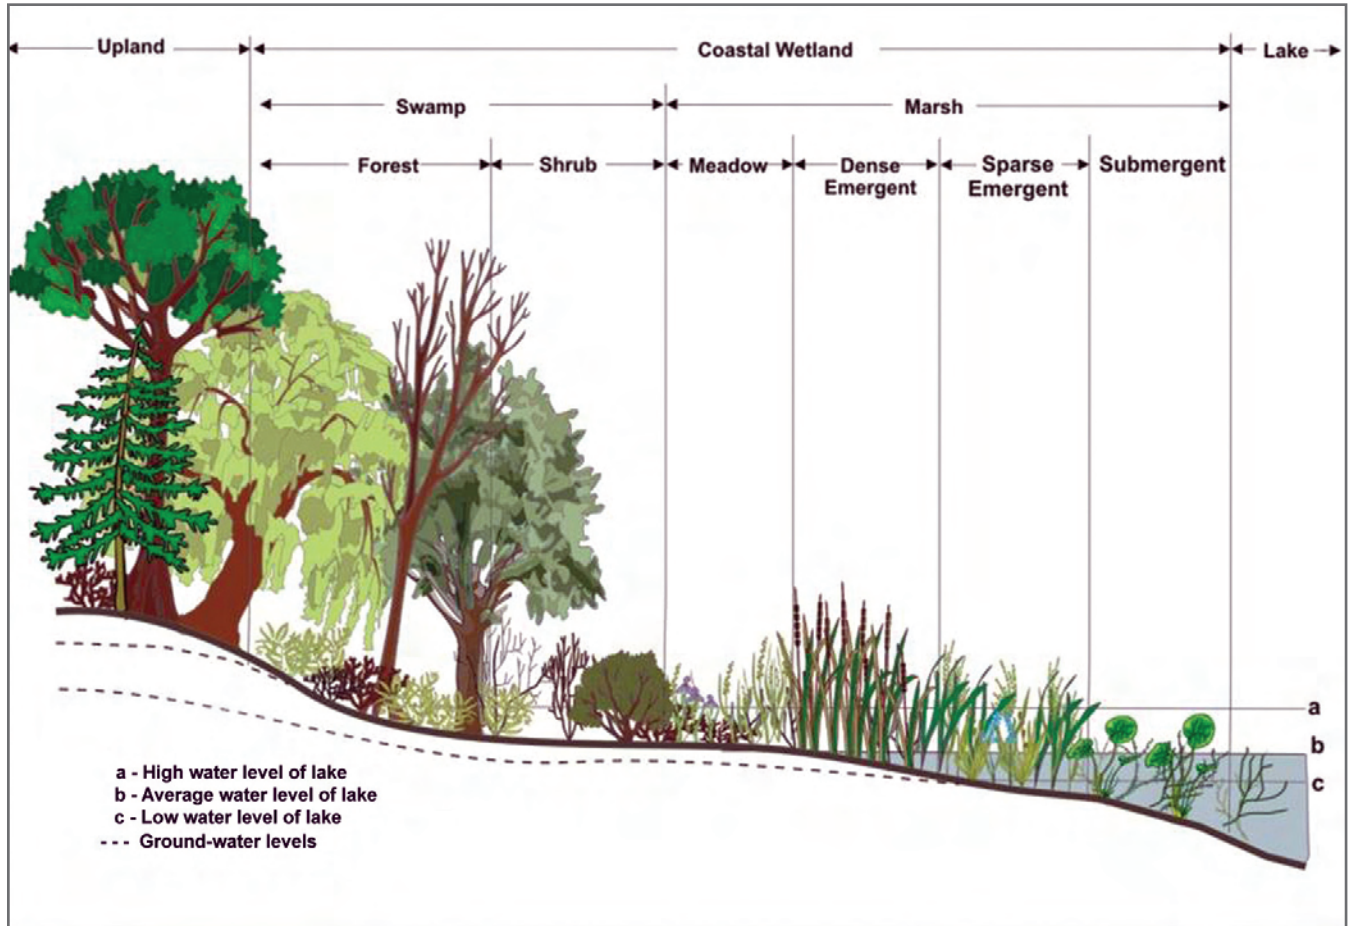 Upland
Coastal Wetland
Lake
Swamp
Marsh
Forest
Shrub
Meadow
Dense
Emergent
Sparse
Emergent
Submergent
a
b
c
a - High water level of lake
b - Average water level of lake
c - Low water level of lake
--- Ground-water levels